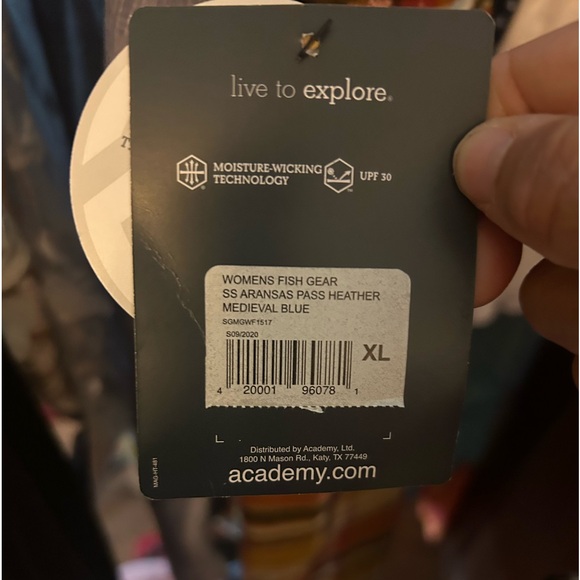 live to explore®
MOISTURE-WICKING
TECHNOLOGY
UPF 30
WOMENS FISH GEAR
SS ARANSAS PASS HEATHER
MEDIEVAL BLUE
SGMGWF1517
S09/2020
XL
4 20001 96078 1
Distributed by Academy, Ltd.
1800 N Mason Rd., Katy, TX 77449
academy.com